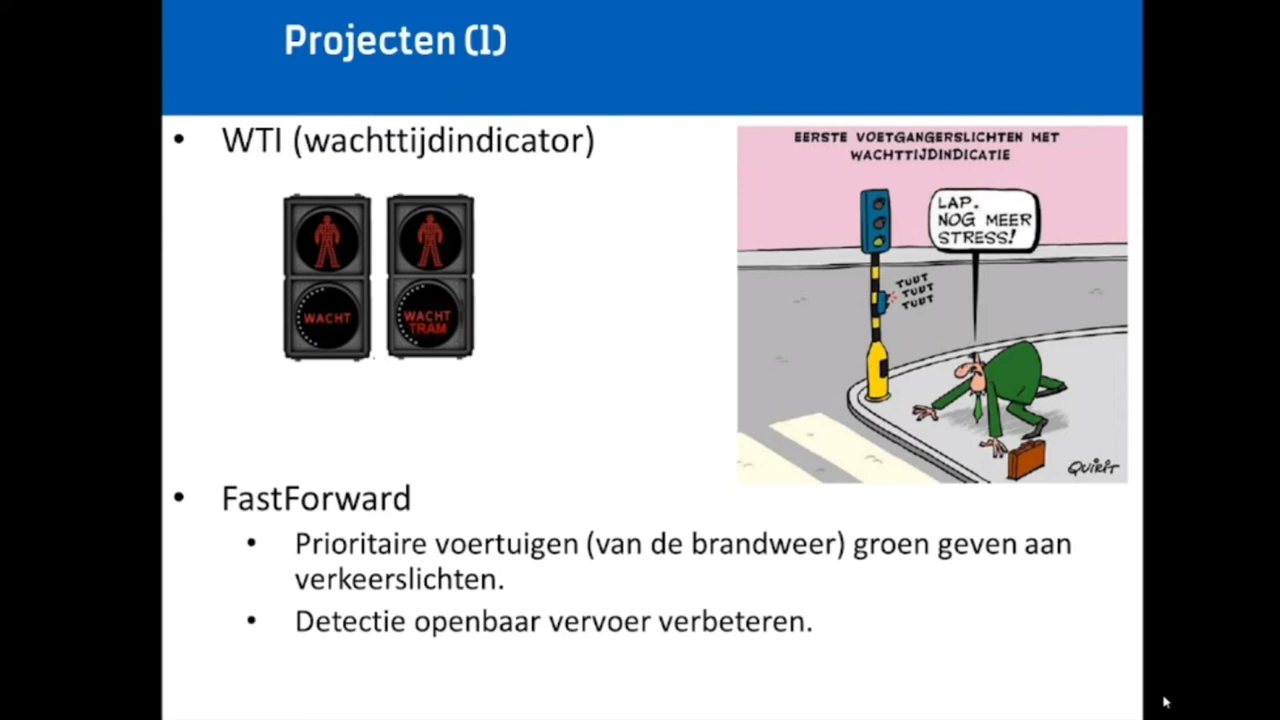 Projecten (1)
• WTI (wachttijdindicator)
WACHT
WACHT
TRAM
EERSTE VOETGANGERSLICHTEN MET
WACHTTIJDINDICATIE
LAP.
NOG MEER
STRESS!
TUUT
TUUT
TUUT
QUIRIT
• FastForward
• Prioritaire voertuigen (van de brandweer) groen geven aan
verkeerslichten.
• Detectie openbaar vervoer verbeteren.